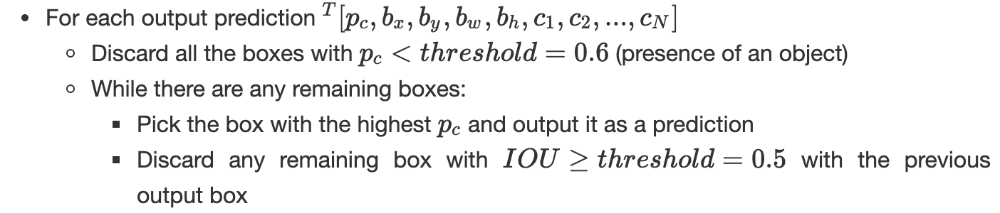 • For each output prediction ᵀ[p_c, b_x, b_y, b_w, b_h, c_1, c_2, ..., c_N]
◦ Discard all the boxes with p_c < threshold = 0.6 (presence of an object)
◦ While there are any remaining boxes:
▪ Pick the box with the highest p_c and output it as a prediction
▪ Discard any remaining box with IOU ≥ threshold = 0.5 with the previous
output box